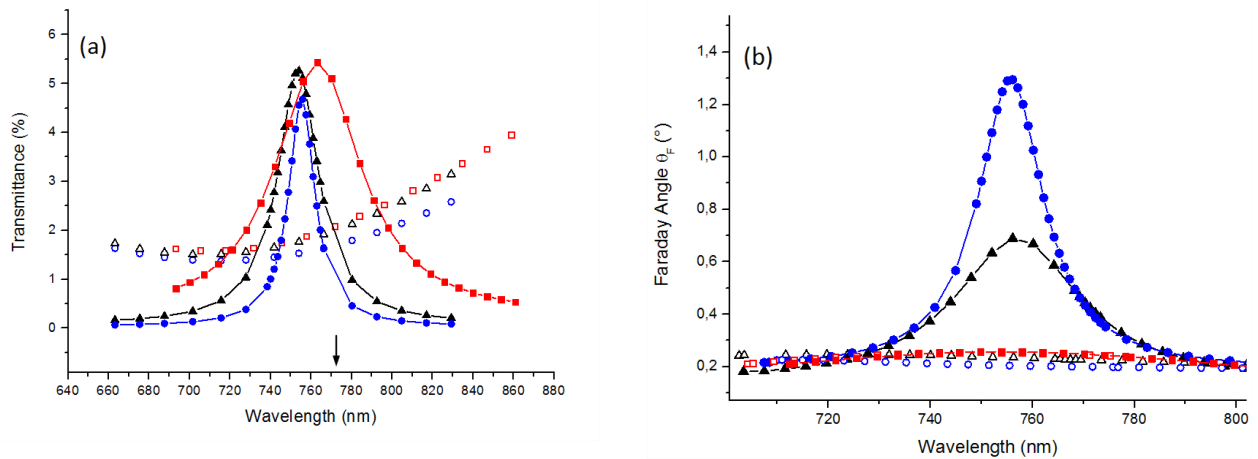 (a)
Transmittance (%)
6
5
4
3
2
1
0
640 660 680 700 720 740 760 780 800 820 840 860 880
Wavelength (nm)
(b)
Faraday Angle θF (°)
1,4
1,2
1,0
0,8
0,6
0,4
0,2
720 740 760 780 800
Wavelength (nm)